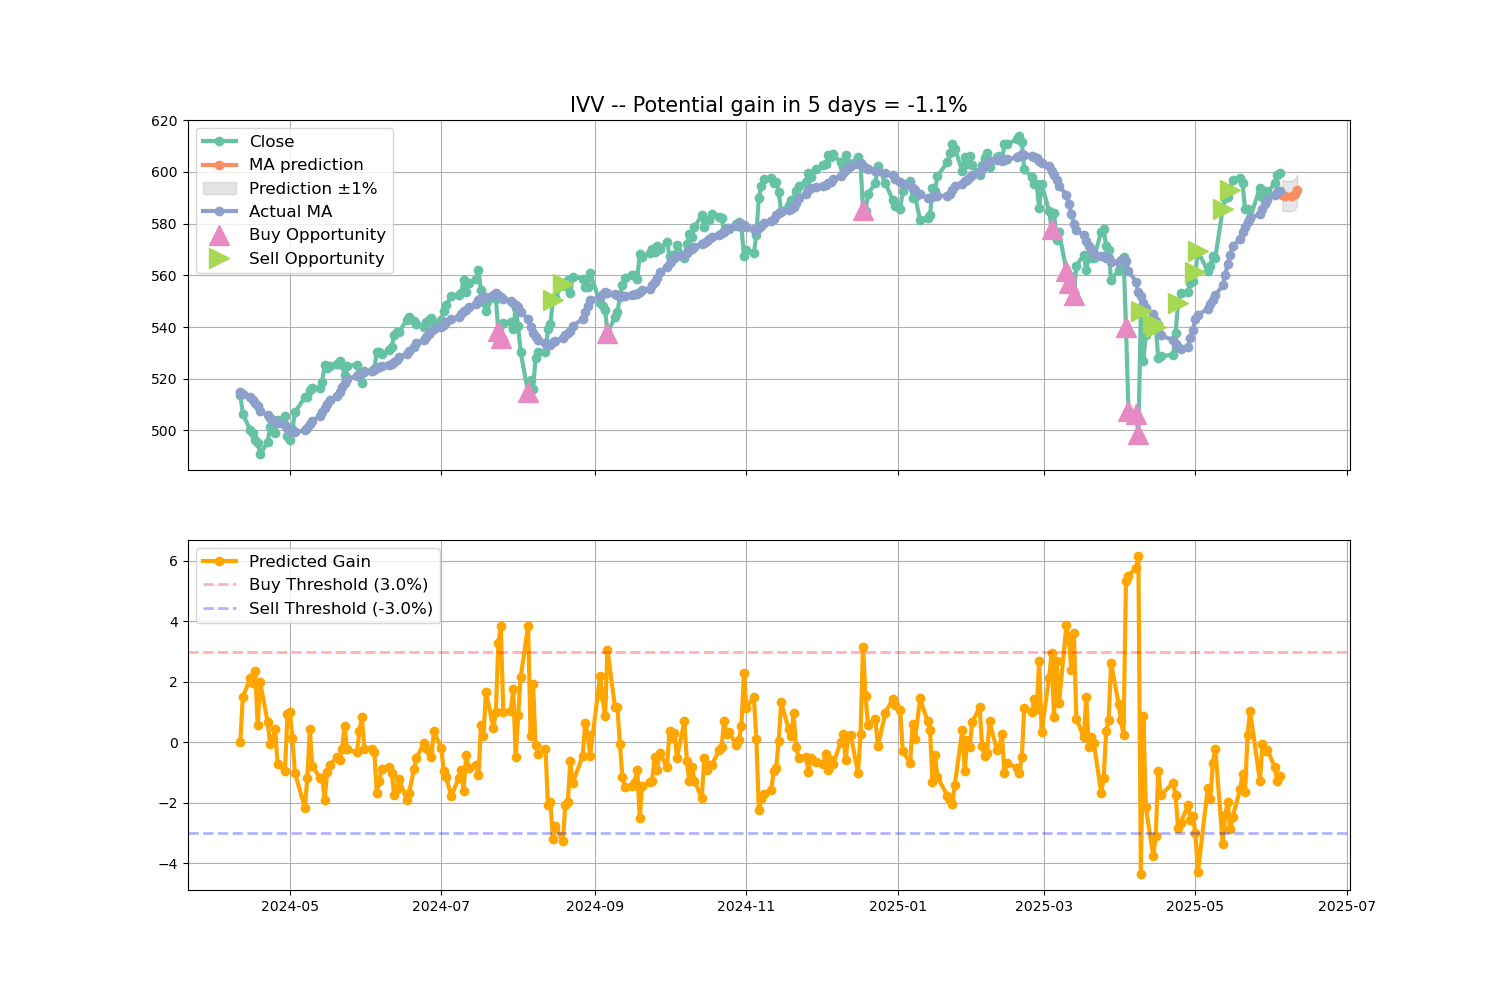 IVV -- Potential gain in 5 days = -1.1%
620
600
580
560
540
520
500
Close
MA prediction
Prediction ±1%
Actual MA
Buy Opportunity
Sell Opportunity
6
4
2
0
−2
−4
Predicted Gain
Buy Threshold (3.0%)
Sell Threshold (-3.0%)
2024-05 2024-07 2024-09 2024-11 2025-01 2025-03 2025-05 2025-07